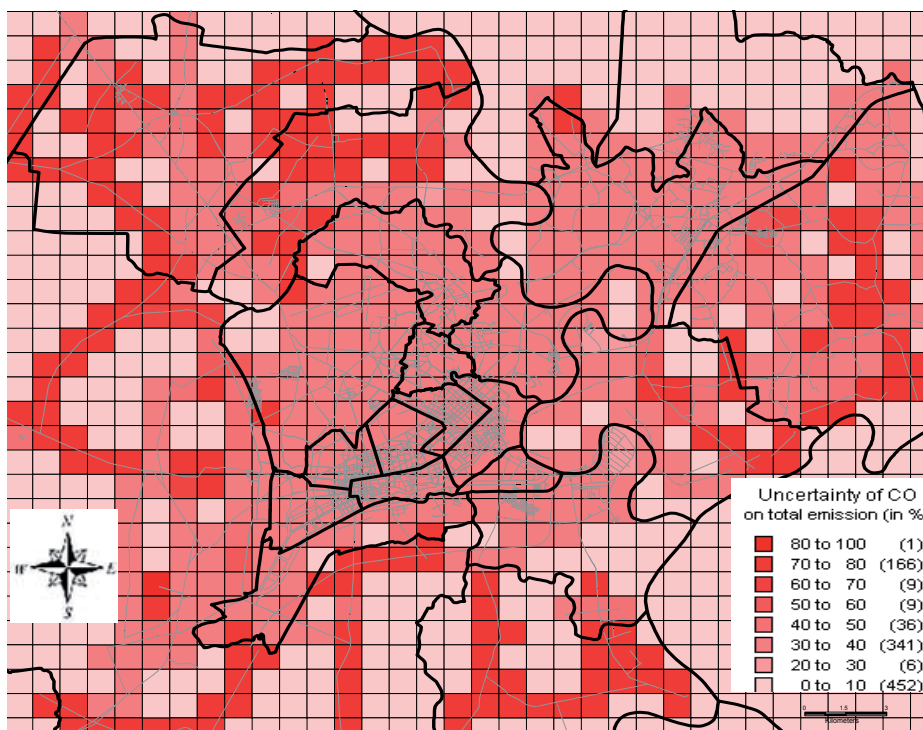 Uncertainty of CO
on total emission (in %
80 to 100 (1)
70 to 80 (166)
60 to 70 (9)
50 to 60 (9)
40 to 50 (36)
30 to 40 (341)
20 to 30 (6)
0 to 10 (452)
N
W E
S
0 1.5 3
Kilometers